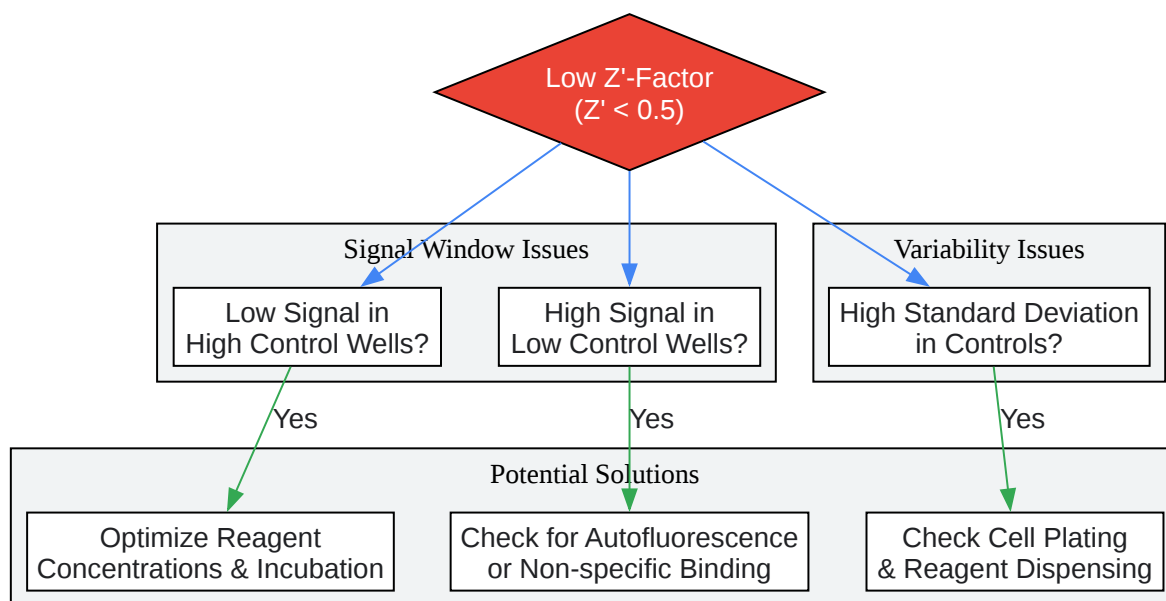 Low Z'-Factor
(Z' < 0.5)
Signal Window Issues
Variability Issues
Low Signal in
High Control Wells?
High Signal in
Low Control Wells?
High Standard Deviation
in Controls?
Yes
Yes
Yes
Potential Solutions
Optimize Reagent
Concentrations & Incubation
Check for Autofluorescence
or Non-specific Binding
Check Cell Plating
& Reagent Dispensing